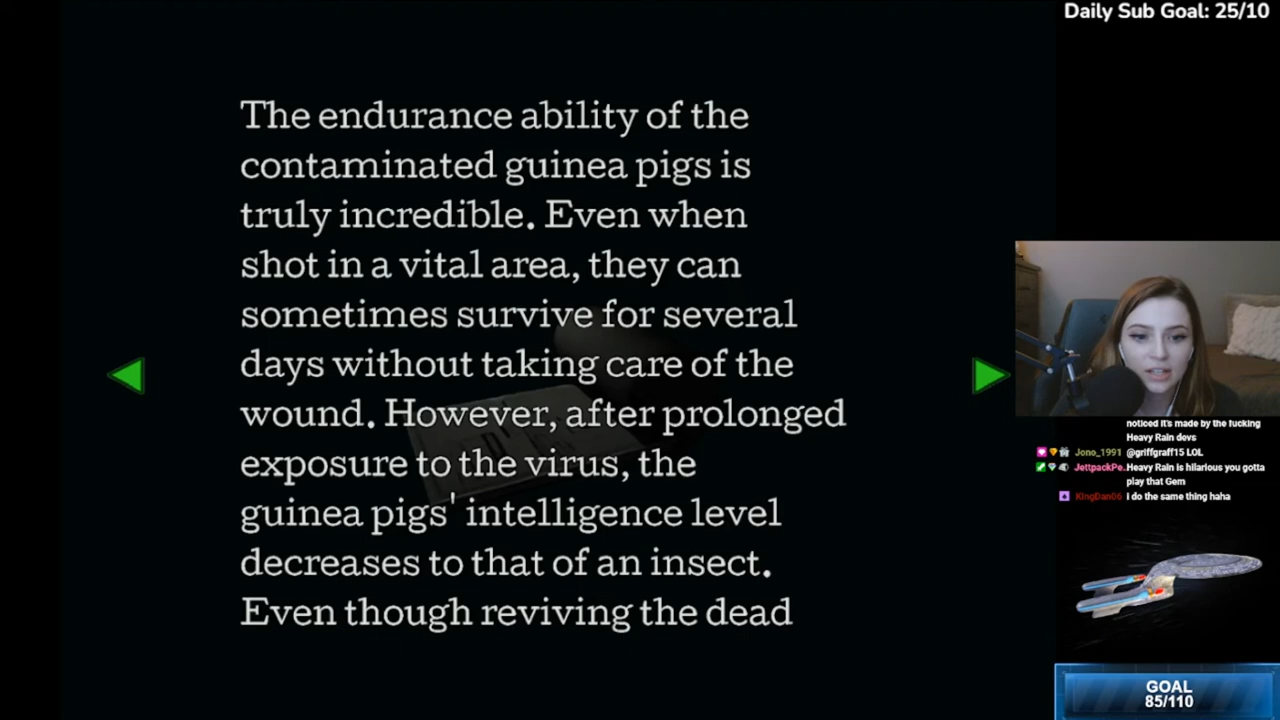 Daily Sub Goal: 25/10
The endurance ability of the
contaminated guinea pigs is
truly incredible. Even when
shot in a vital area, they can
sometimes survive for several
days without taking care of the
wound. However, after prolonged
exposure to the virus, the
guinea pigs' intelligence level
decreases to that of an insect.
Even though reviving the dead
noticed it's made by the fucking
Heavy Rain devs
Jono_1991 @griffgraff15 LOL
JettpackPe.. Heavy Rain is hilarious you gotta
play that Gem
KingDan06 i do the same thing haha
GOAL
85/110